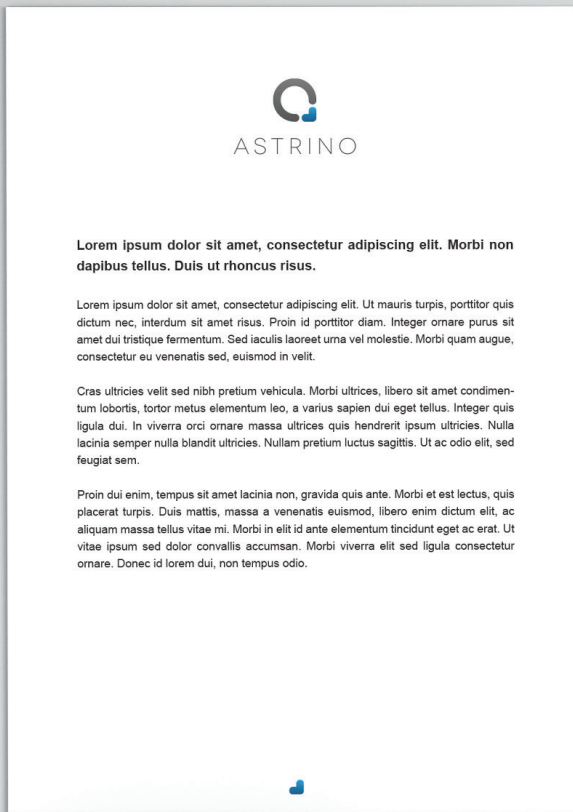 ASTRINO
Lorem ipsum dolor sit amet, consectetur adipiscing elit. Morbi non
dapibus tellus. Duis ut rhoncus risus.
Lorem ipsum dolor sit amet, consectetur adipiscing elit. Ut mauris turpis, porttitor quis
dictum nec, interdum sit amet risus. Proin id porttitor diam. Integer ornare purus sit
amet dui tristique fermentum. Sed iaculis laoreet urna vel molestie. Morbi quam augue,
consectetur eu venenatis sed, euismod in velit.
Cras ultricies velit sed nibh pretium vehicula. Morbi ultrices, libero sit amet condimen-
tum lobortis, tortor metus elementum leo, a varius sapien dui eget tellus. Integer quis
ligula dui. In viverra orci ornare massa ultrices quis hendrerit ipsum ultricies. Nulla
lacinia semper nulla blandit ultricies. Nullam pretium luctus sagittis. Ut ac odio elit, sed
feugiat sem.
Proin dui enim, tempus sit amet lacinia non, gravida quis ante. Morbi et est lectus, quis
placerat turpis. Duis mattis, massa a venenatis euismod, libero enim dictum elit, ac
aliquam massa tellus vitae mi. Morbi in elit id ante elementum tincidunt eget ac erat. Ut
vitae ipsum sed dolor convallis accumsan. Morbi viverra elit sed ligula consectetur
ornare. Donec id lorem dui, non tempus odio.